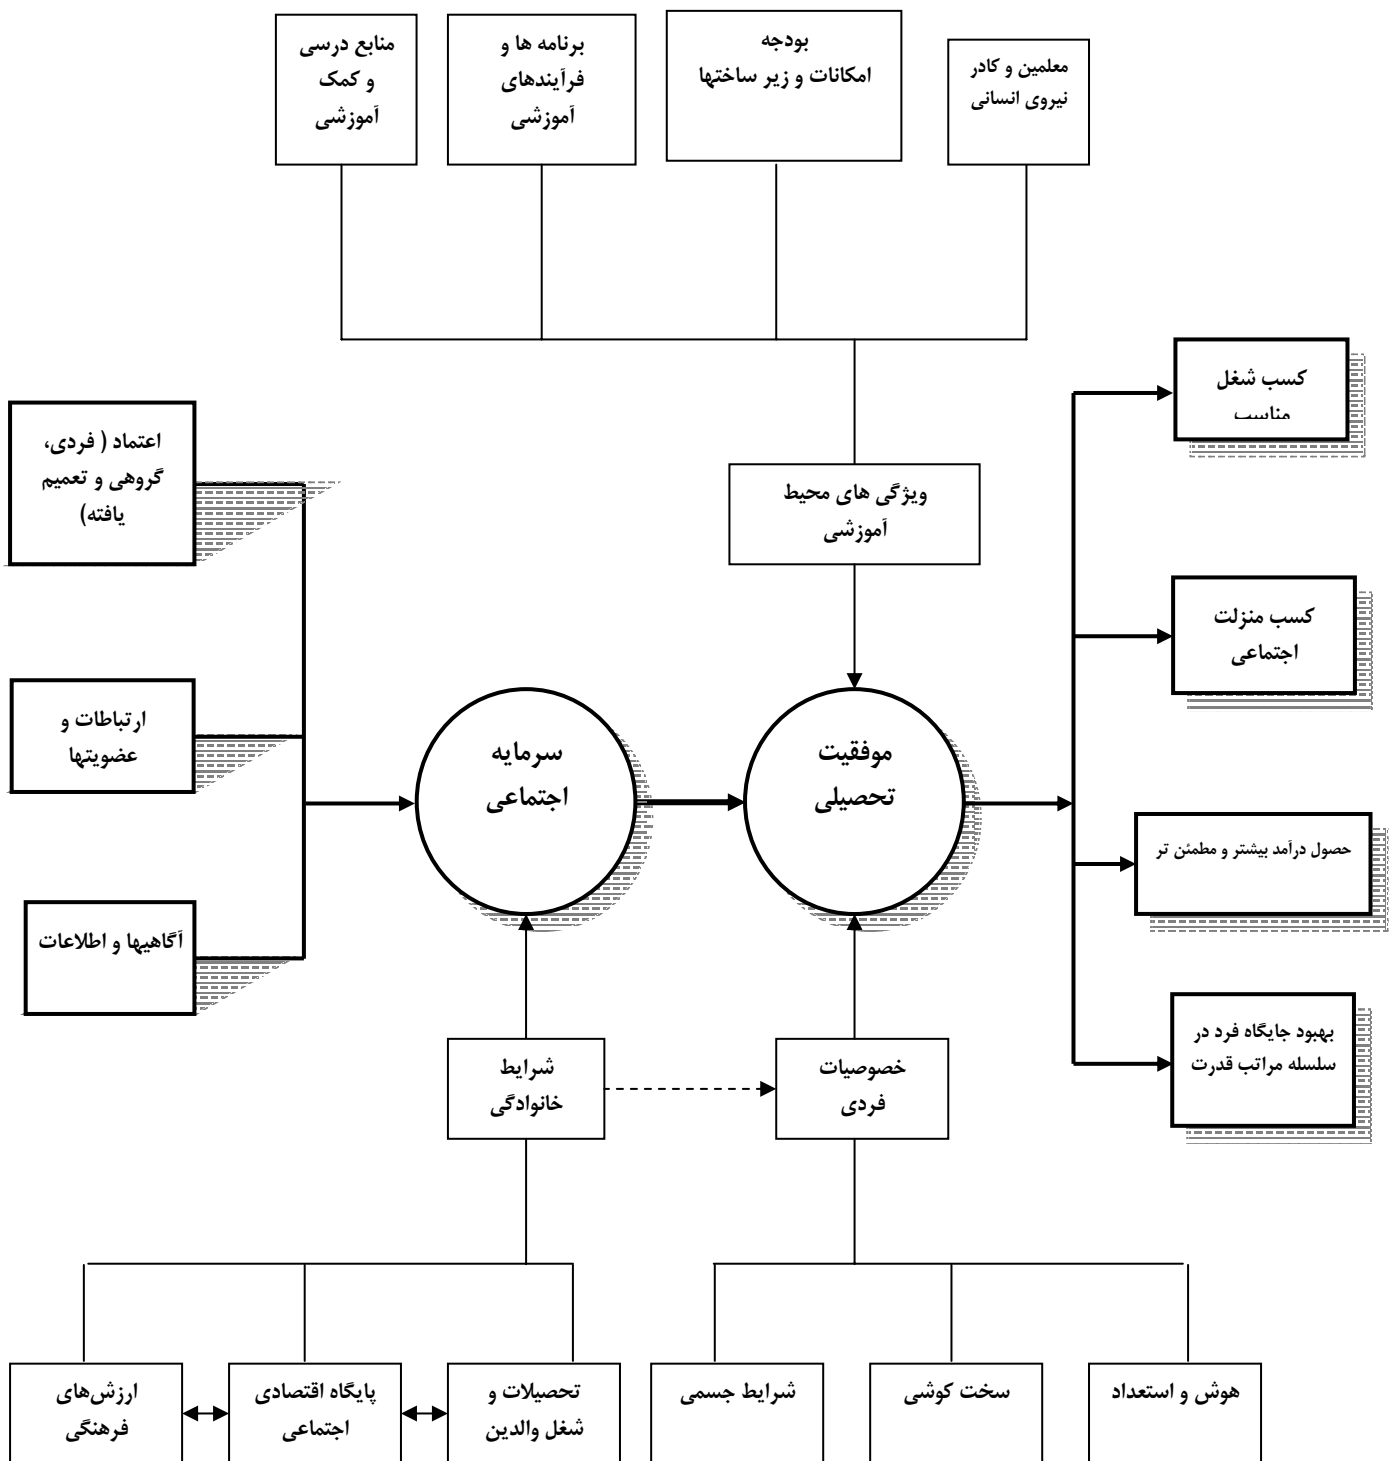 معلمین و کادر
نیروی انسانی
بودجه
امکانات و زیر ساختها
برنامه ها و
فرآیندهای
آموزشی
منابع درسی
و کمک
آموزشی
کسب شغل
مناسب
اعتماد ( فردی،
گروهی و تعمیم
یافته)
ویژگی های محیط
آموزشی
کسب منزلت
اجتماعی
ارتباطات و
عضویتها
موفقیت
تحصیلی
سرمایه
اجتماعی
حصول درآمد بیشتر و مطمئن تر
آگاهیها و اطلاعات
بهبود جایگاه فرد در
سلسله مراتب قدرت
خصوصیات
فردی
شرایط
خانوادگی
هوش و استعداد
سخت کوشی
شرایط جسمی
تحصیلات و
شغل والدین
پایگاه اقتصادی
اجتماعی
ارزش‌های
فرهنگی